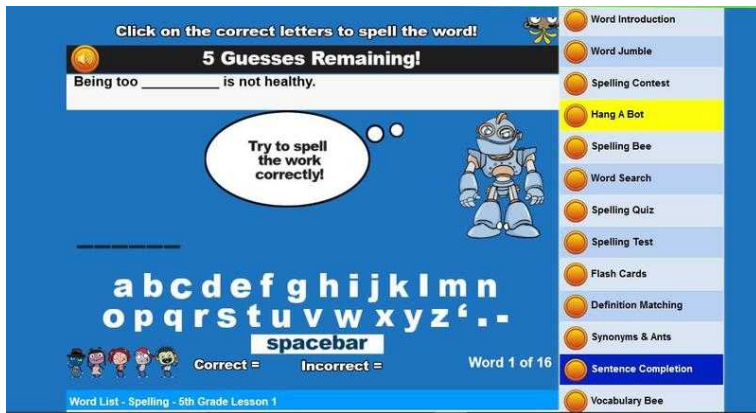 Click on the correct letters to spell the word!
5 Guesses Remaining!
Being too __________ is not healthy.
Try to spell
the work
correctly!
______
a b c d e f g h i j k l m n
o p q r s t u v w x y z ‘ . -
spacebar
Correct =
Incorrect =
Word 1 of 16
Word List - Spelling - 5th Grade Lesson 1
Word Introduction
Word Jumble
Spelling Contest
Hang A Bot
Spelling Bee
Word Search
Spelling Quiz
Spelling Test
Flash Cards
Definition Matching
Synonyms & Ants
Sentence Completion
Vocabulary Bee